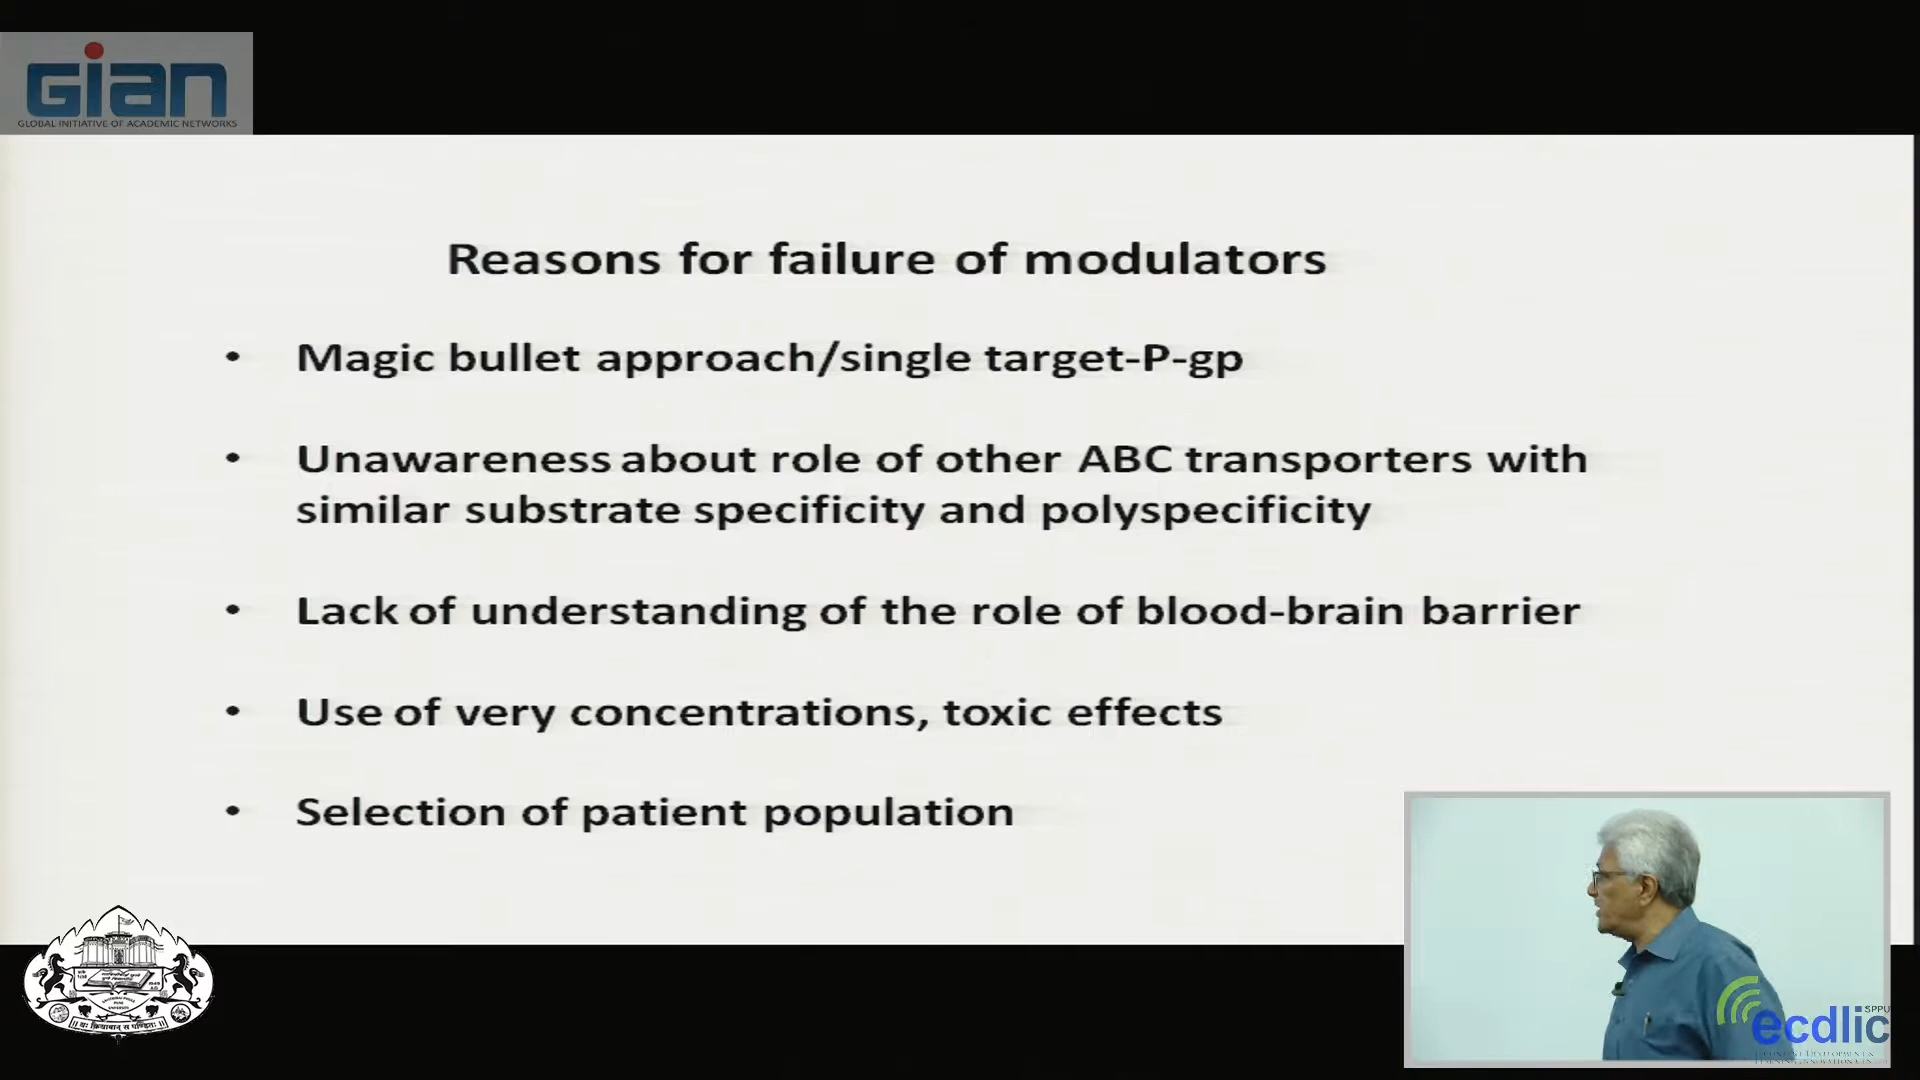 Gian
GLOBAL INITIATIVE OF ACADEMIC NETWORKS
Reasons for failure of modulators
• Magic bullet approach/single target-P-gp
• Unawareness about role of other ABC transporters with
similar substrate specificity and polyspecificity
• Lack of understanding of the role of blood-brain barrier
• Use of very concentrations, toxic effects
• Selection of patient population
SPPU
ecdlic